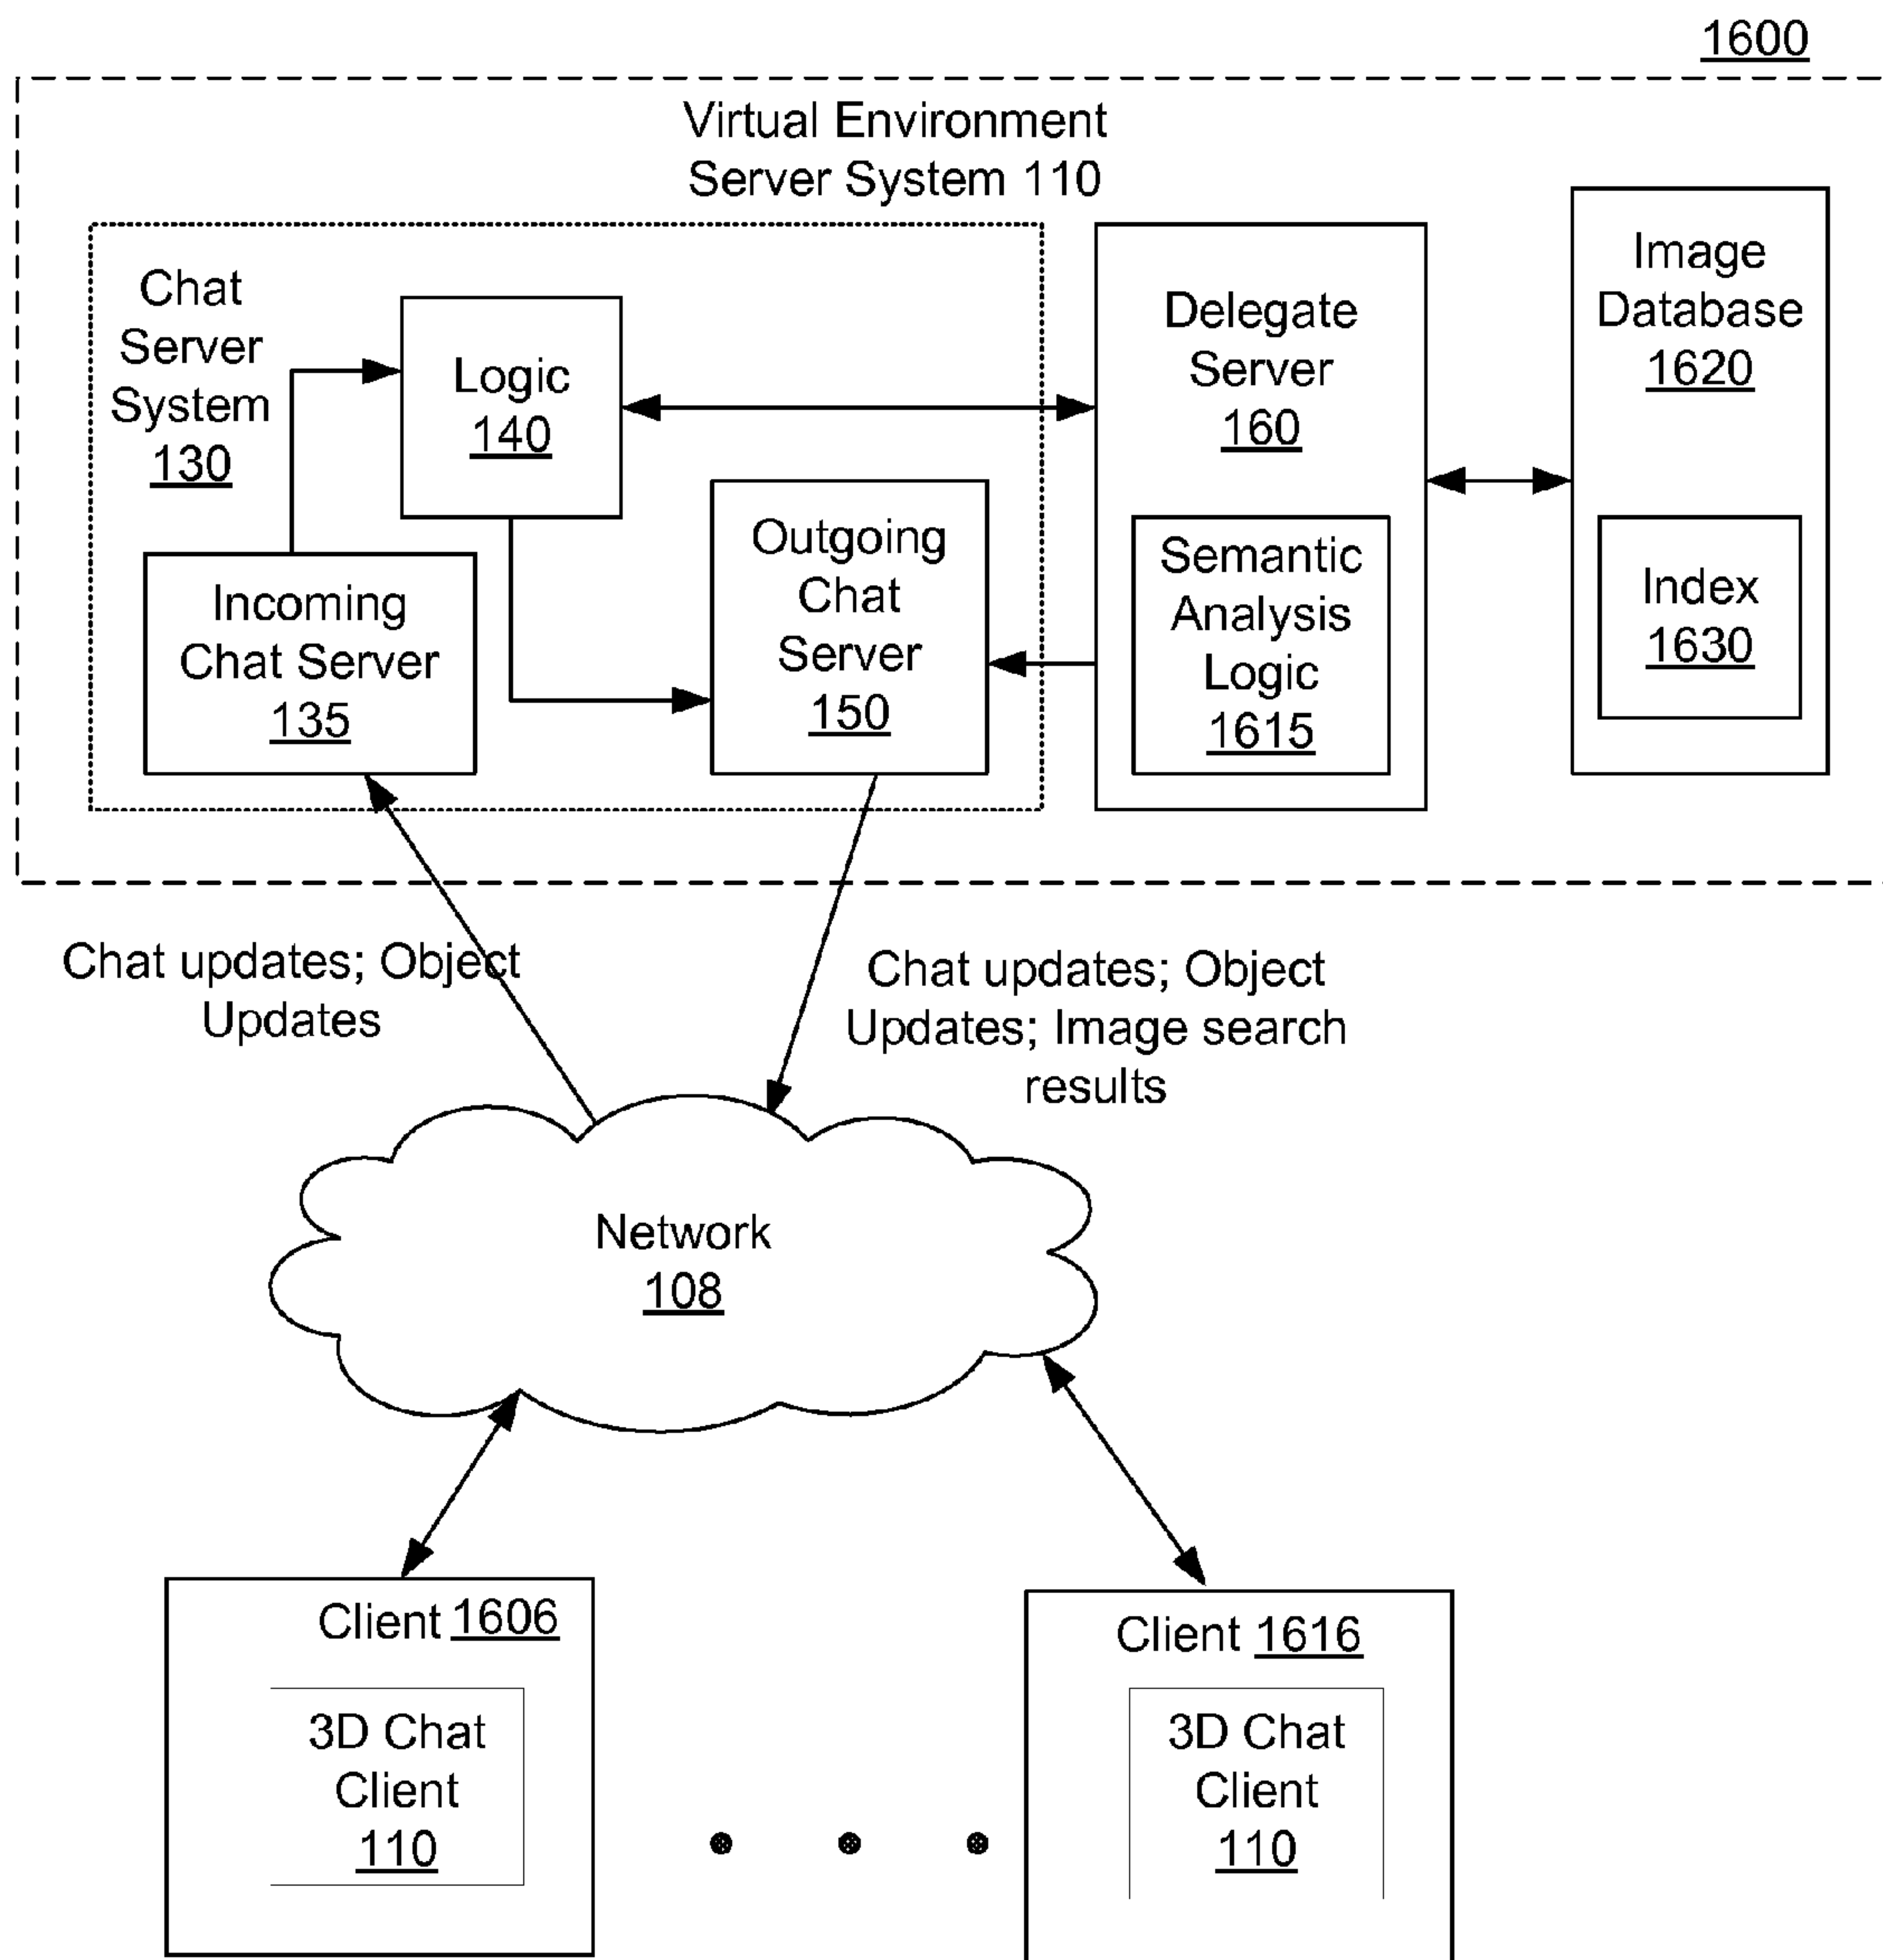 1600
Virtual Environment
Server System 110
Chat
Server
System
130
Logic
140
Incoming
Chat Server
135
Outgoing
Chat
Server
150
Delegate
Server
160
Semantic
Analysis
Logic
1615
Image
Database
1620
Index
1630
Chat updates; Object
Updates
Chat updates; Object
Updates; Image search
results
Network
108
Client 1606
3D Chat
Client
110
Client 1616
3D Chat
Client
110